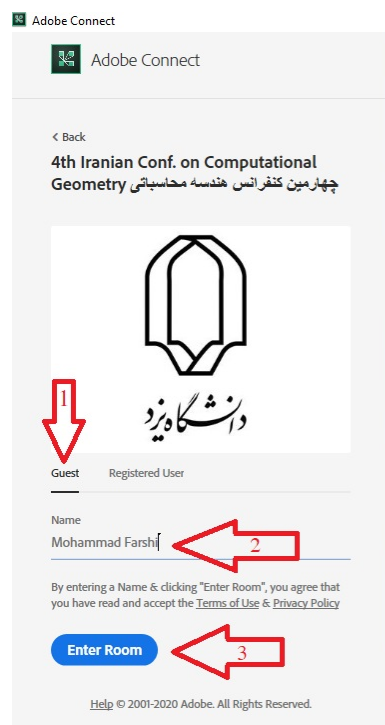 Adobe Connect
Adobe Connect
< Back
4th Iranian Conf. on Computational
Geometry چهارمین کنفرانس هندسه محاسباتی
دانشگاه یزد
1
Guest Registered User
Name
Mohammad Farshi
2
By entering a Name & clicking "Enter Room", you agree that
you have read and accept the Terms of Use & Privacy Policy
Enter Room
3
Help © 2001-2020 Adobe. All Rights Reserved.